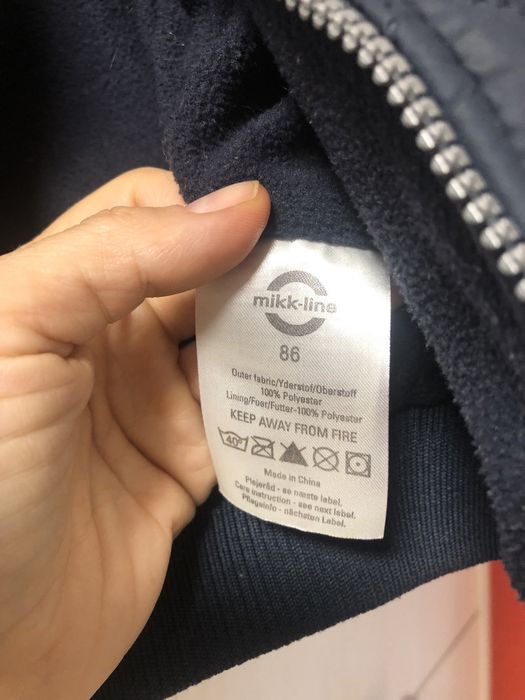 mikk-line
86
Outer fabric/Yderstof/Oberstoff
100% Polyester
Lining/Foer/Futter-100% Polyester
KEEP AWAY FROM FIRE
40°
Made in China
Plejeråd - se næste label.
Care instruction - see next label.
Pflegeinfo - nächsten Label.